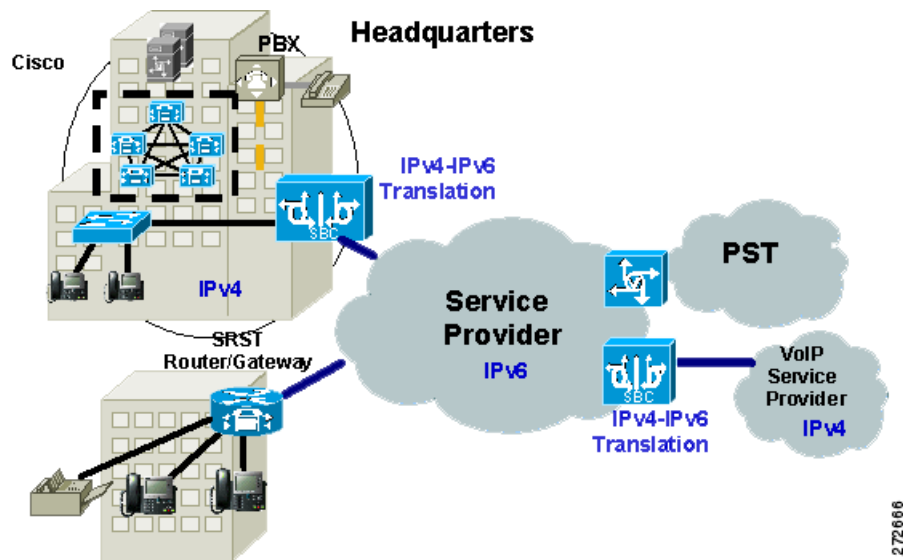 Headquarters
PBX
Cisco
IPv4-IPv6
Translation
SBC
IPv4
PST
Service
Provider
IPv6
SRST
Router/Gateway
VoIP
Service
Provider
IPv4
SBC
IPv4-IPv6
Translation
272666